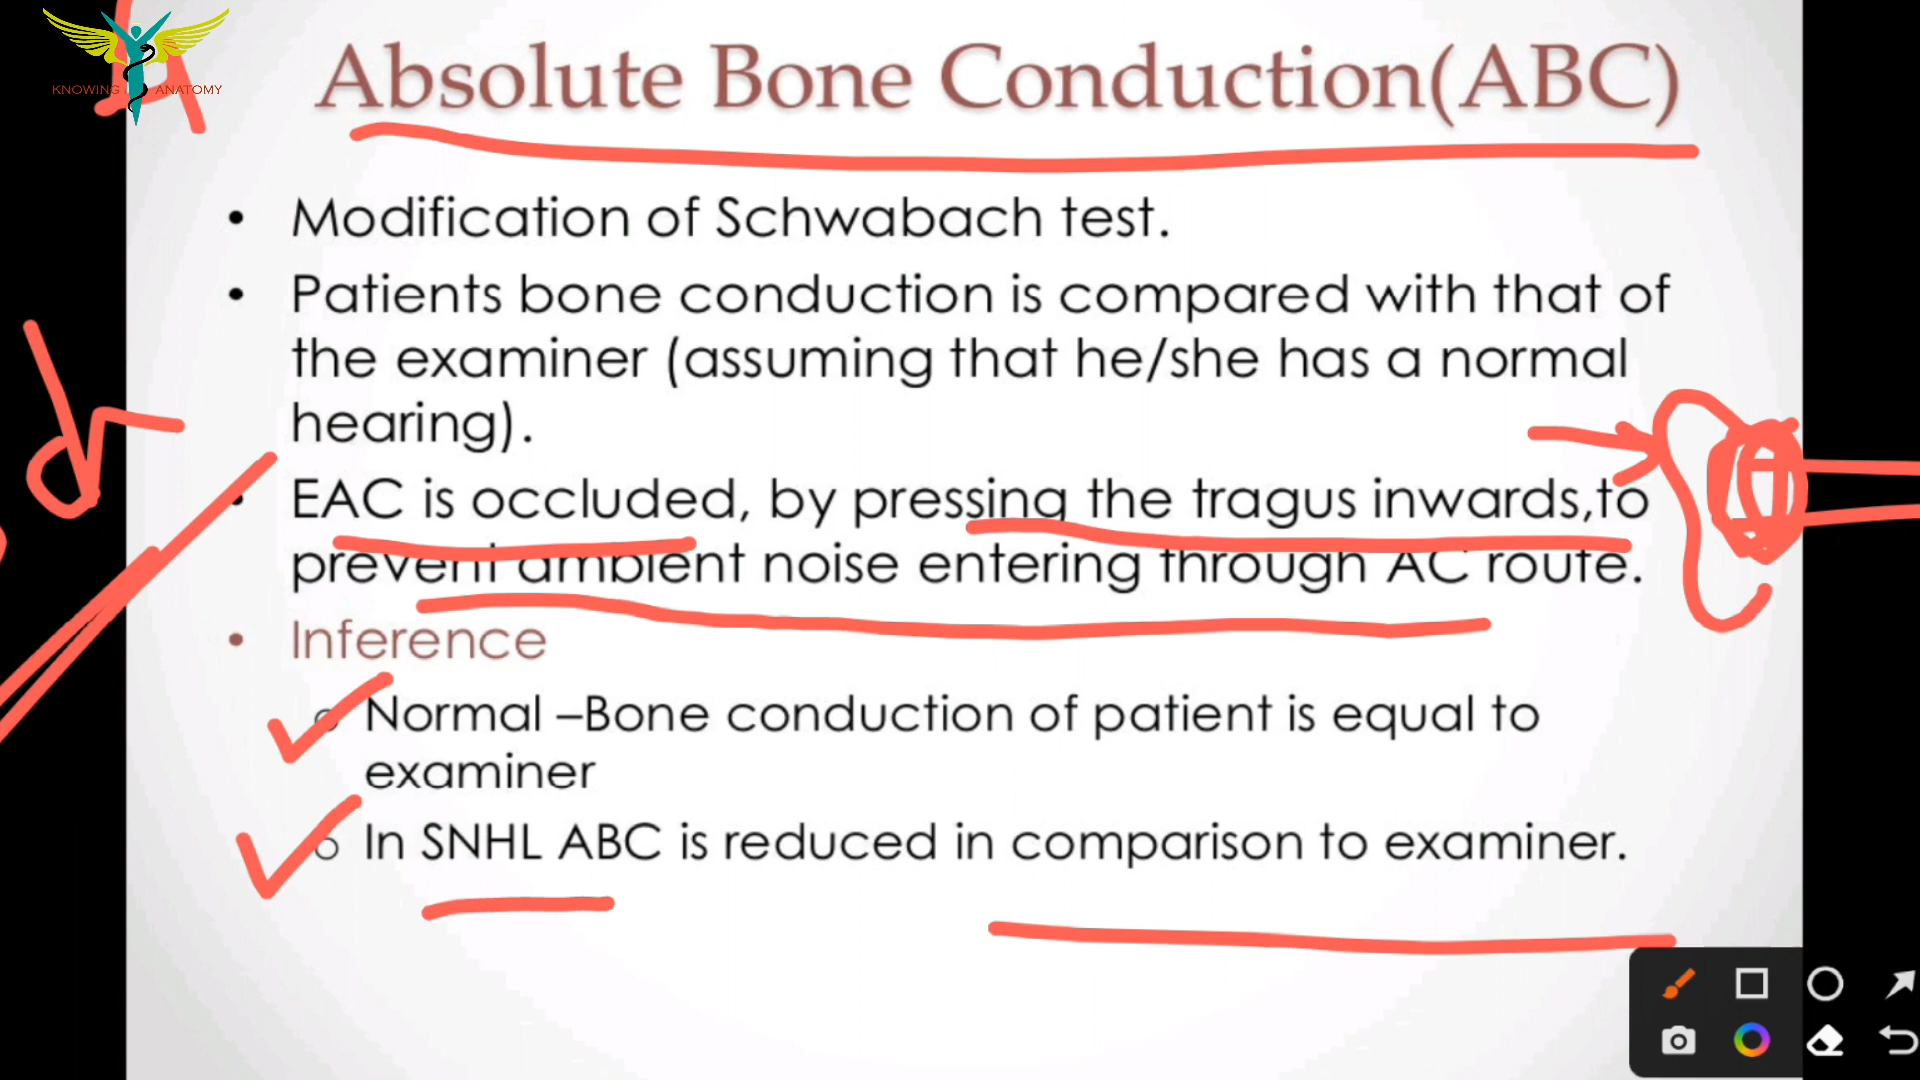 KNOWING ANATOMY
Absolute Bone Conduction(ABC)
• Modification of Schwabach test.
• Patients bone conduction is compared with that of
the examiner (assuming that he/she has a normal
hearing).
• EAC is occluded, by pressing the tragus inwards,to
prevent ambient noise entering through AC route.
• Inference
o Normal –Bone conduction of patient is equal to
examiner
o In SNHL ABC is reduced in comparison to examiner.